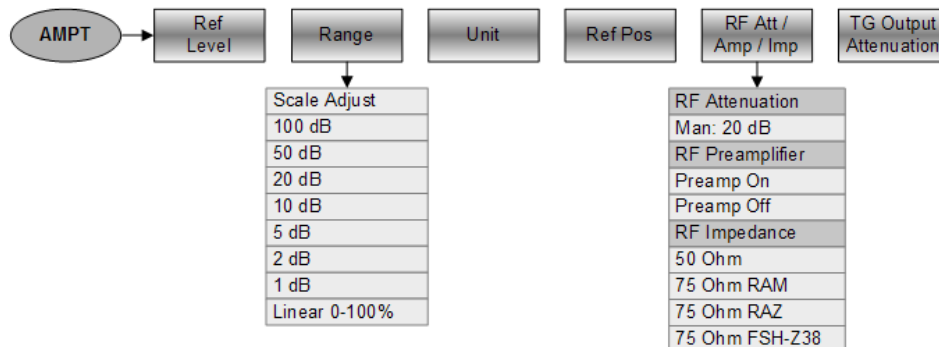 AMPT
Ref
Level
Range
Unit
Ref Pos
RF Att /
Amp / Imp
TG Output
Attenuation
Scale Adjust
100 dB
50 dB
20 dB
10 dB
5 dB
2 dB
1 dB
Linear 0-100%
RF Attenuation
Man: 20 dB
RF Preamplifier
Preamp On
Preamp Off
RF Impedance
50 Ohm
75 Ohm RAM
75 Ohm RAZ
75 Ohm FSH-Z38